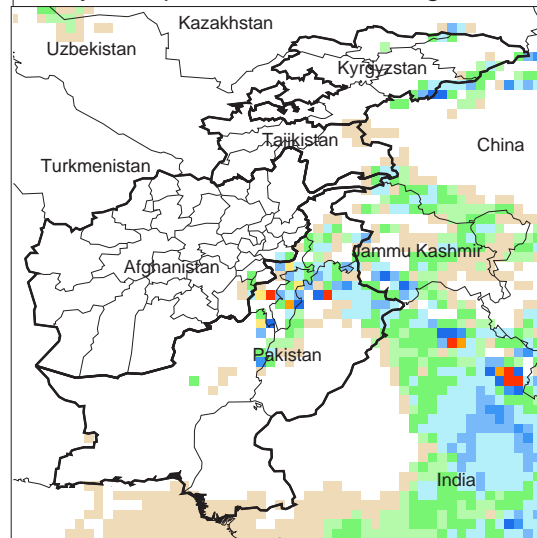 Kazakhstan
Uzbekistan
Kyrgyzstan
Tajikistan
China
Turkmenistan
Jammu Kashmir
Afghanistan
Pakistan
India